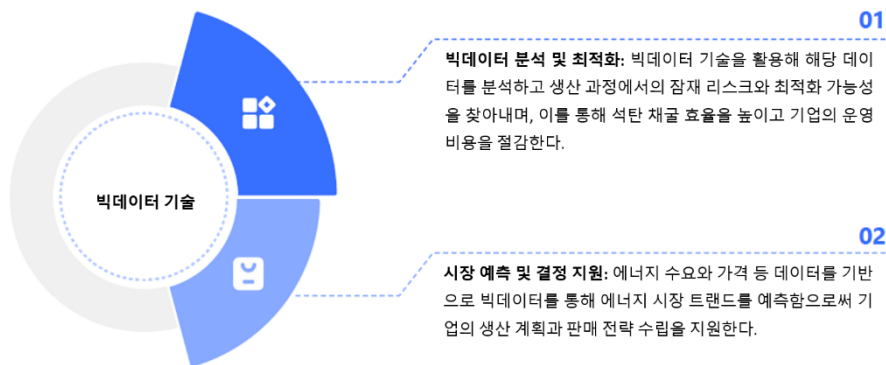 01
빅데이터 분석 및 최적화: 빅데이터 기술을 활용해 해당 데이
터를 분석하고 생산 과정에서의 잠재 리스크와 최적화 가능성
을 찾아내며, 이를 통해 석탄 채굴 효율을 높이고 기업의 운영
비용을 절감한다.
빅데이터 기술
02
시장 예측 및 결정 지원: 에너지 수요와 가격 등 데이터를 기반
으로 빅데이터를 통해 에너지 시장 트랜드를 예측함으로써 기
업의 생산 계획과 판매 전략 수립을 지원한다.